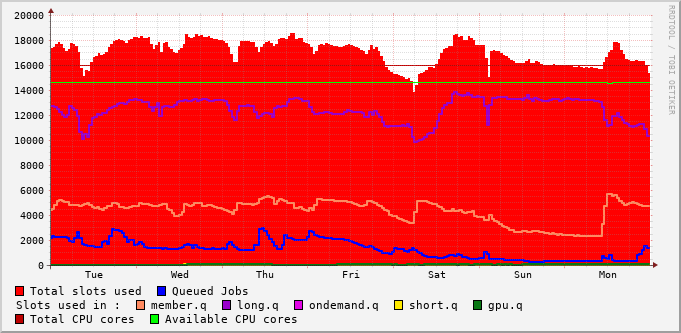 20000
18000
16000
14000
12000
10000
8000
6000
4000
2000
0
Tue Wed Thu Fri Sat Sun Mon
Total slots used Queued Jobs
Slots used in : member.q long.q ondemand.q short.q gpu.q
Total CPU cores Available CPU cores
RRDTOOL / TOBI OETIKER